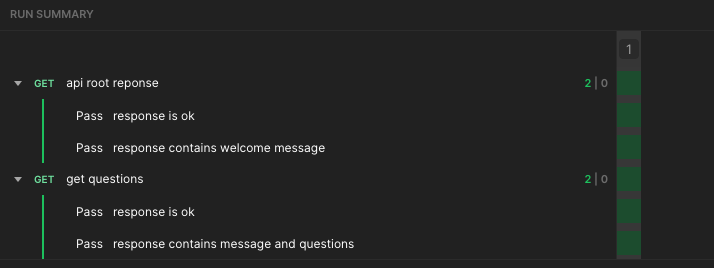 RUN SUMMARY
1
GET api root reponse 2 | 0
Pass response is ok
Pass response contains welcome message
GET get questions 2 | 0
Pass response is ok
Pass response contains message and questions